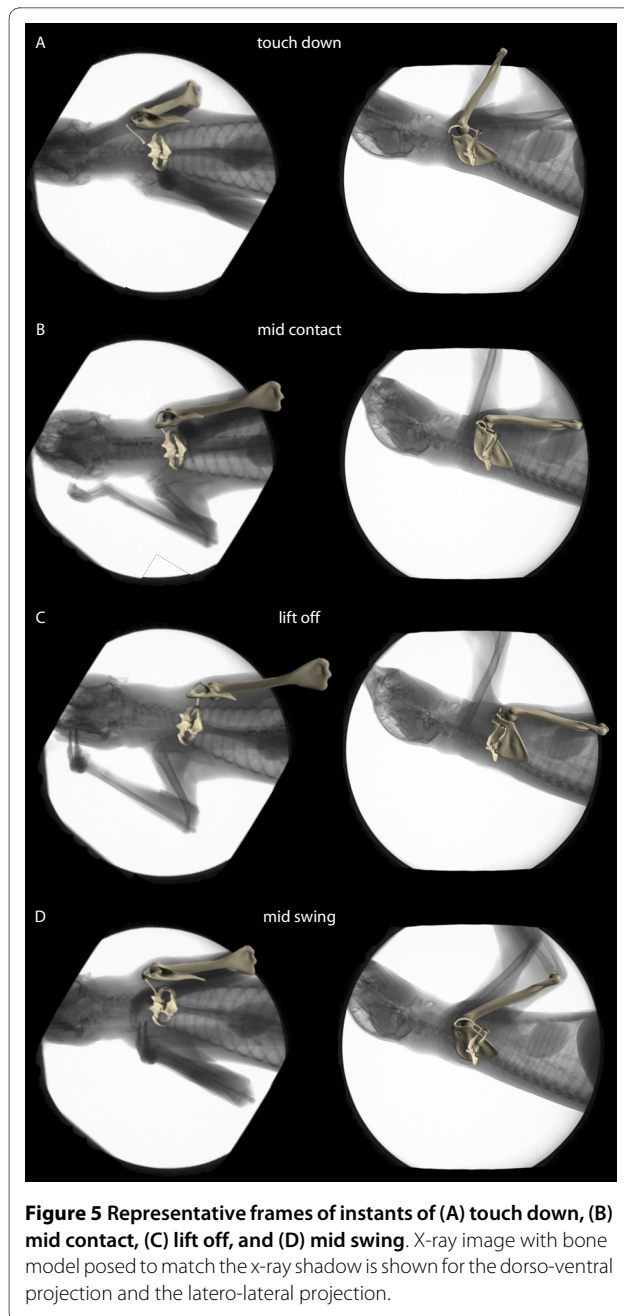 A touch down
B mid contact
C lift off
D mid swing
Figure 5 Representative frames of instants of (A) touch down, (B)
mid contact, (C) lift off, and (D) mid swing. X-ray image with bone
model posed to match the x-ray shadow is shown for the dorso-ventral
projection and the latero-lateral projection.